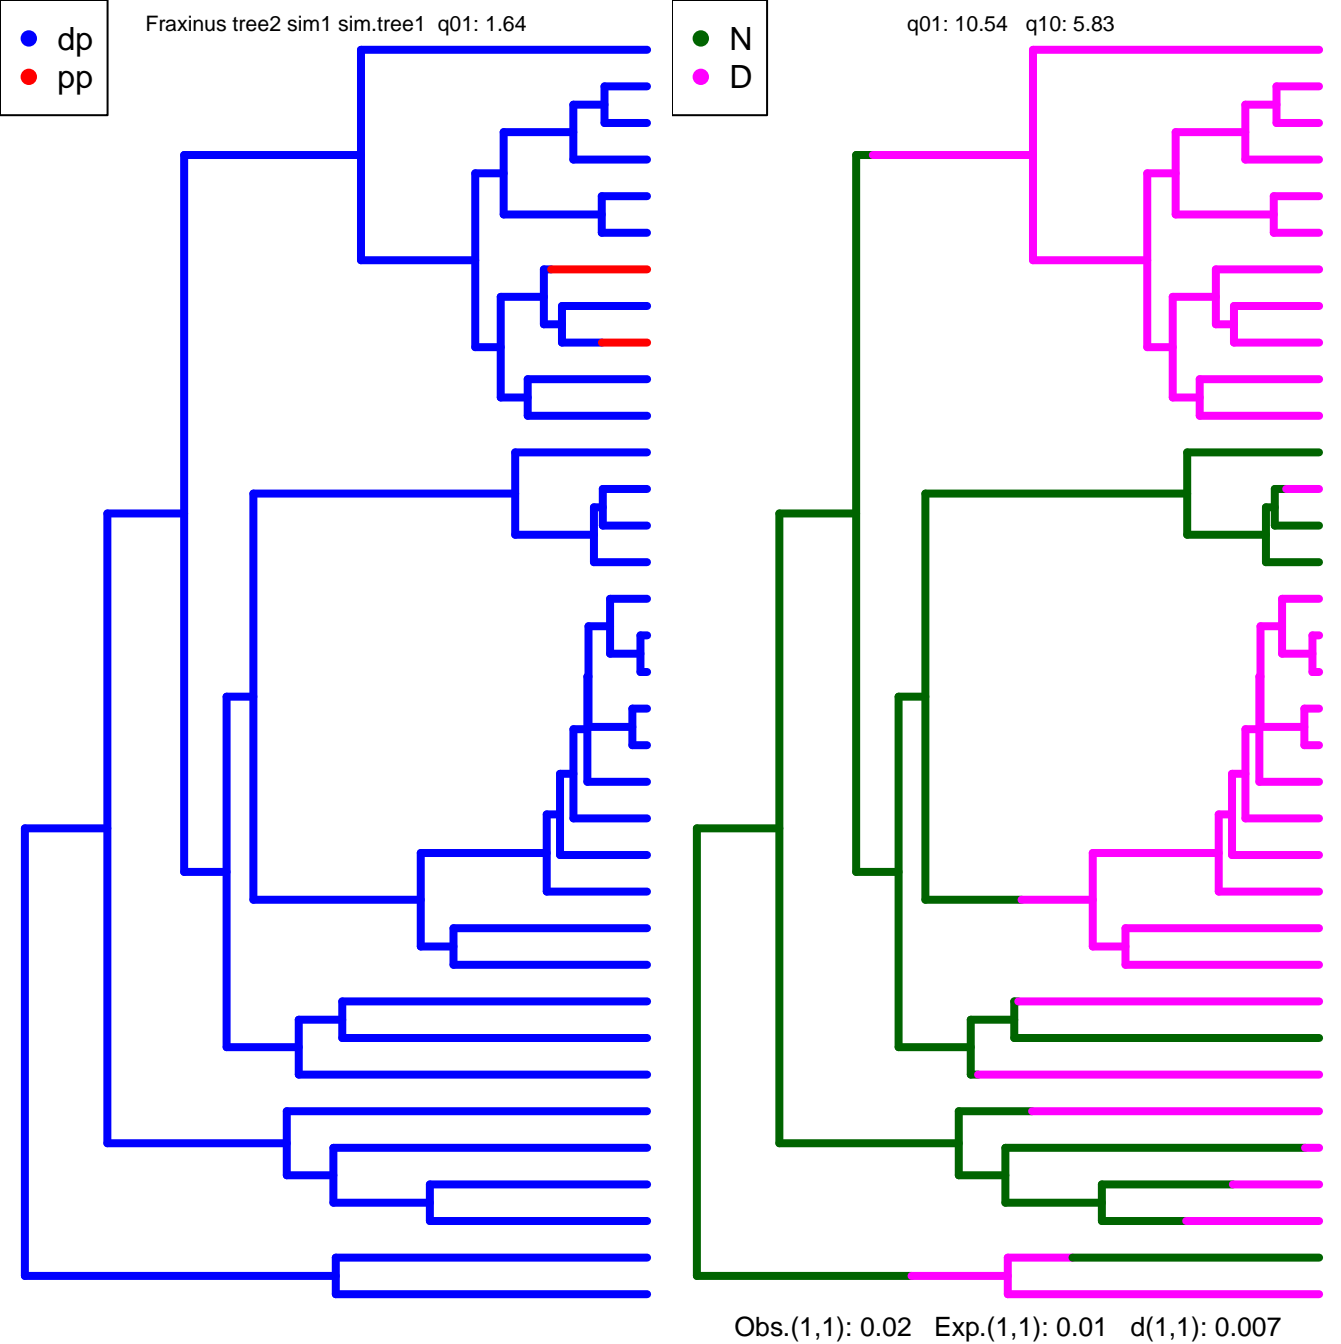 dp
pp
Fraxinus tree2 sim1 sim.tree1 q01: 1.64
N
D
q01: 10.54 q10: 5.83
Obs.(1,1): 0.02 Exp.(1,1): 0.01 d(1,1): 0.007